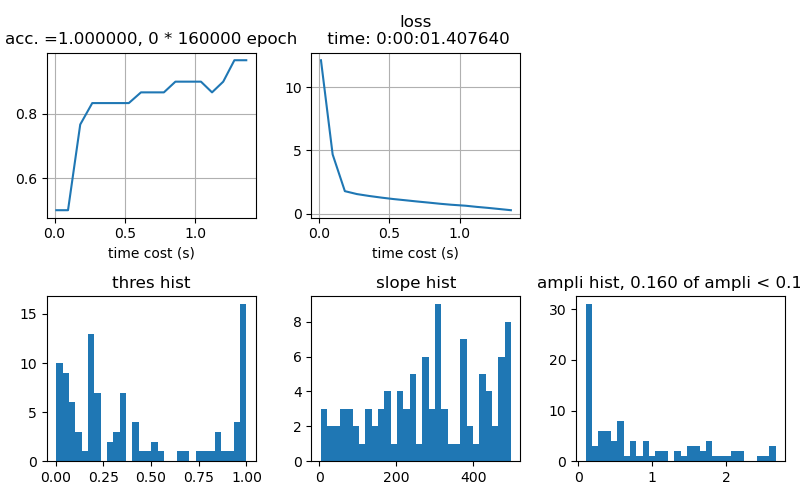 acc. =1.000000, 0 * 160000 epoch
0.8
0.6
0.0 0.5 1.0
time cost (s)
loss
time: 0:00:01.407640
10
5
0
0.0 0.5 1.0
time cost (s)
thres hist
15
10
5
0
0.00 0.25 0.50 0.75 1.00
slope hist
8
6
4
2
0
0 200 400
ampli hist, 0.160 of ampli < 0.1
30
20
10
0
0 1 2